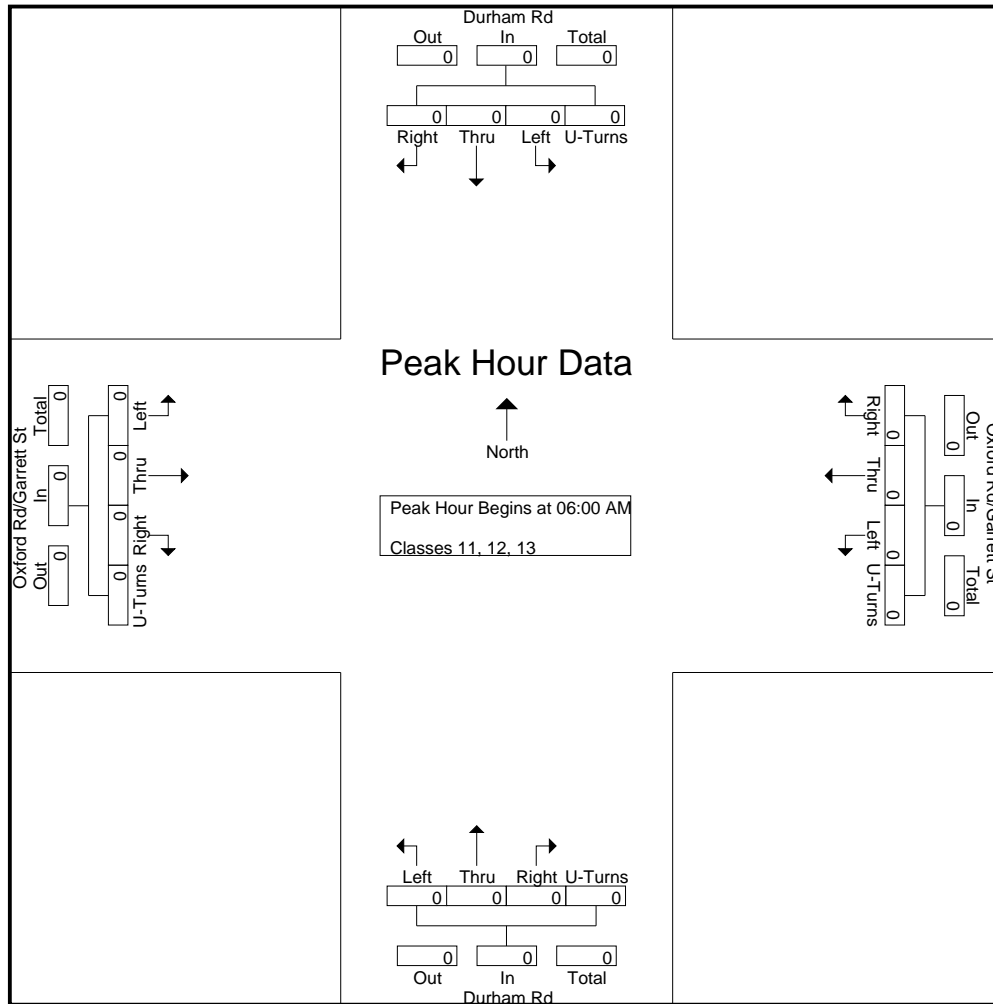 Durham Rd
Out In Total
0 0 0
0 0 0 0
Right Thru Left U-Turns
Peak Hour Data
North
Peak Hour Begins at 06:00 AM
Classes 11, 12, 13
Oxford Rd/Garrett St
Total In Out
0 0 0
0 0 0 0
Left Thru Right U-Turns
Oxford Rd/Garrett St
Out In Total
0 0 0
0 0 0 0
Right Thru Left U-Turns
Left Thru Right U-Turns
0 0 0 0
0 0 0
Out In Total
Durham Rd